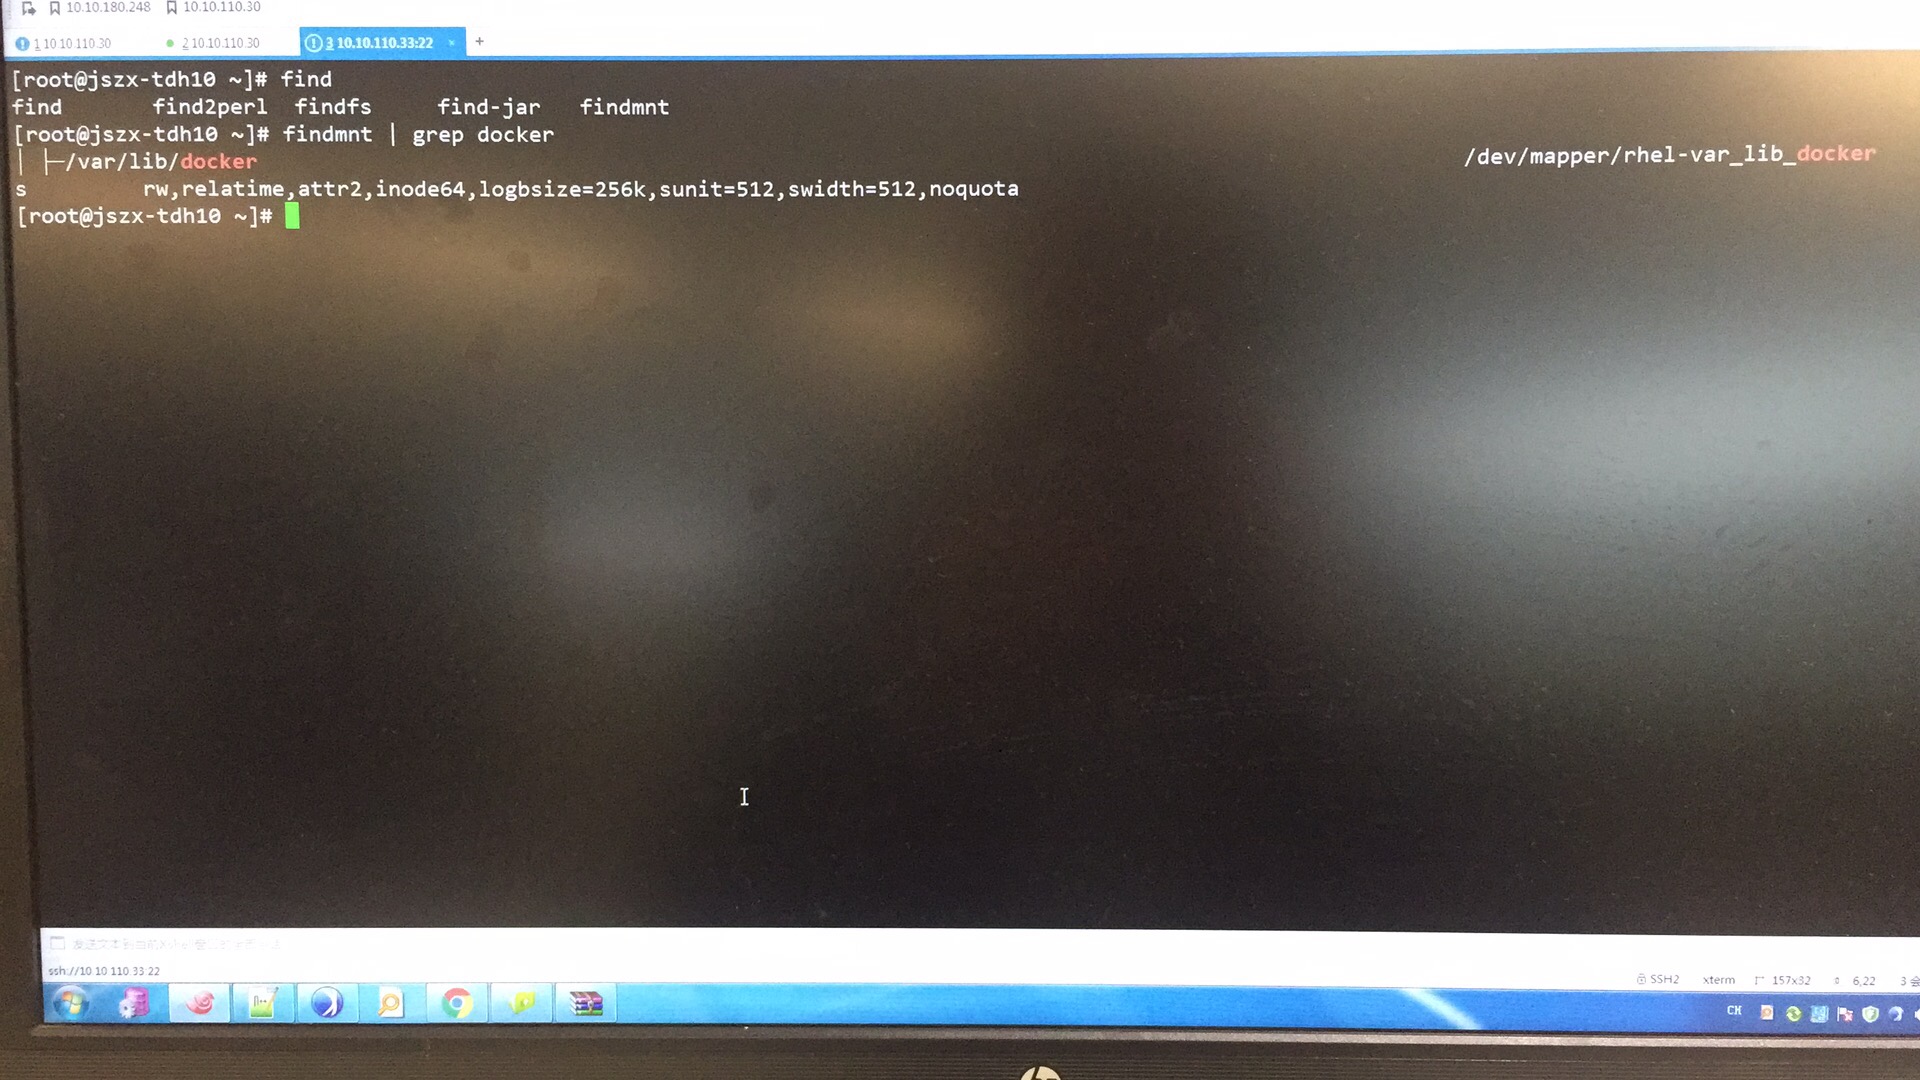 10.10.180.248 10.10.110.30
1 10 10 110.30 2 10.10.110.30 3 10.10.110.33:22 × +
[root@jszx-tdh10 ~]# find
find find2perl findfs find-jar findmnt
[root@jszx-tdh10 ~]# findmnt | grep docker
│ ├─/var/lib/docker /dev/mapper/rhel-var_lib_docker
s rw,relatime,attr2,inode64,logbsize=256k,sunit=512,swidth=512,noquota
[root@jszx-tdh10 ~]#
ssh://10.10.110.33:22 SSH2 xterm 157x32 6,22 3 会
CH
hp